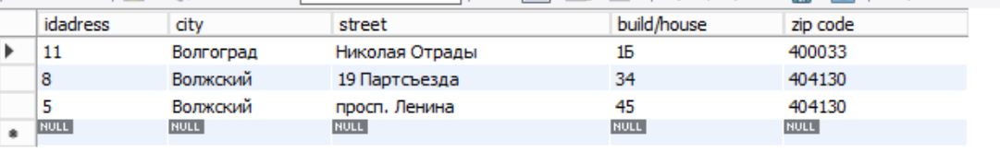 idadress city street build/house zip code
11 Волгоград Николая Отрады 1Б 400033
8 Волжский 19 Партсъезда 34 404130
5 Волжский просп. Ленина 45 404130
NULL NULL NULL NULL NULL